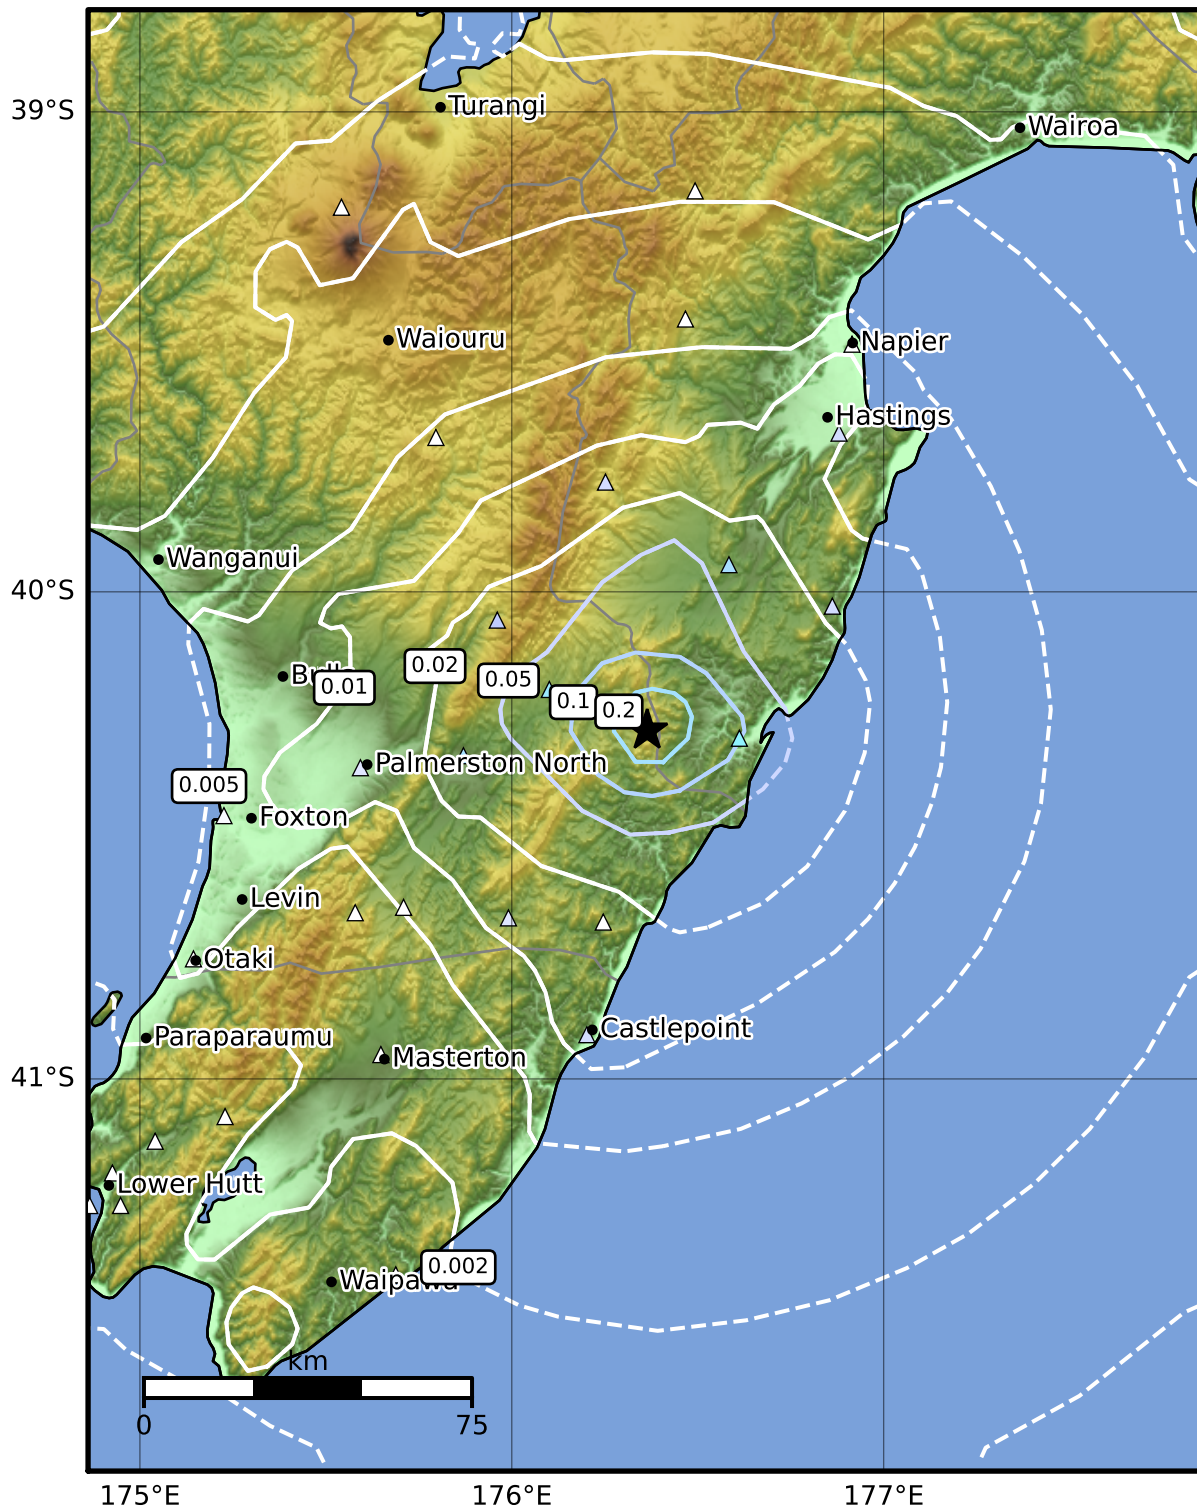 Turangi
39°S
Wairoa
Waiouru
Napier
Hastings
Wanganui
40°S
0.02
0.01
0.05
0.1
0.2
Palmerston North
0.005
Foxton
Levin
Otaki
Castlepoint
Paraparaumu
Masterton
41°S
Lower Hutt
0.002
Waipawa
km
0
75
175°E
176°E
177°E